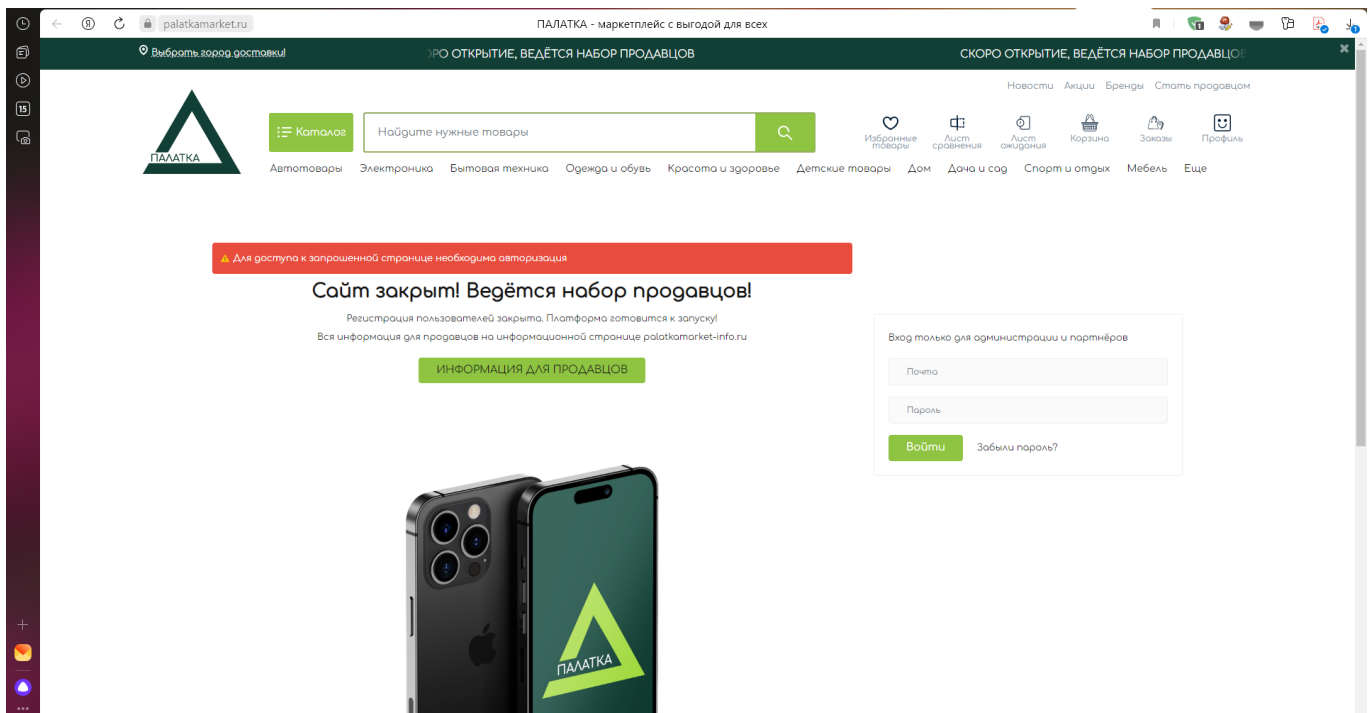 palatkamarket.ru
ПАЛАТКА - маркетплейс с выгодой для всех
Выбрать город доставки!
РО ОТКРЫТИЕ, ВЕДЁТСЯ НАБОР ПРОДАВЦОВ
СКОРО ОТКРЫТИЕ, ВЕДЁТСЯ НАБОР ПРОДАВЦОВ
Новости Акции Бренды Стать продавцом
15
ПАЛАТКА
Каталог
Найдите нужные товары
Избранные товары
Лист сравнения
Лист ожидания
Корзина
Заказы
Профиль
Автотовары Электроника Бытовая техника Одежда и обувь Красота и здоровье Детские товары Дом Дача и сад Спорт и отдых Мебель Еще
Для доступа к запрошенной странице необходима авторизация
Сайт закрыт! Ведётся набор продавцов!
Регистрация пользователей закрыта. Платформа готовится к запуску!
Вся информация для продавцов на информационной странице palatkamarket-info.ru
ИНФОРМАЦИЯ ДЛЯ ПРОДАВЦОВ
Вход только для администрации и партнёров
Почта
Пароль
Войти
Забыли пароль?
ПАЛАТКА